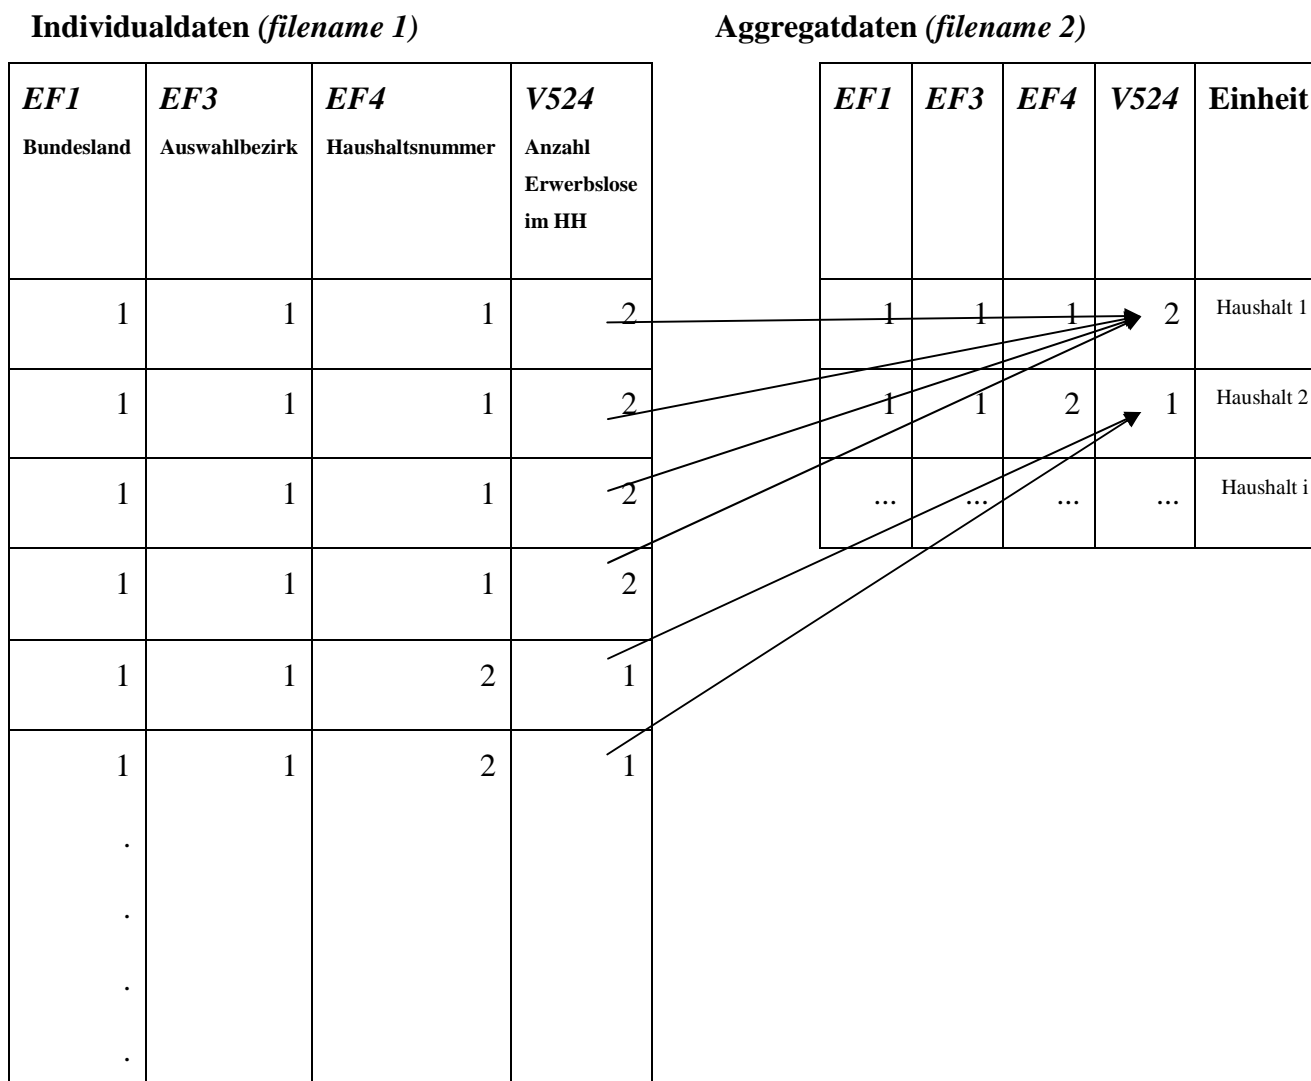 Individualdaten (filename 1) Aggregatdaten (filename 2)
EF1 EF3 EF4 V524 EF1 EF3 EF4 V524 Einheit
Bundesland Auswahlbezirk Haushaltsnummer Anzahl
Erwerbslose
im HH
1 1 1 2 1 1 1 2 Haushalt 1
1 1 1 2 1 1 2 1 Haushalt 2
1 1 1 2 ... ... ... ... Haushalt i
1 1 1 2
1 1 2 1
1 1 2 1
.
.
.
.